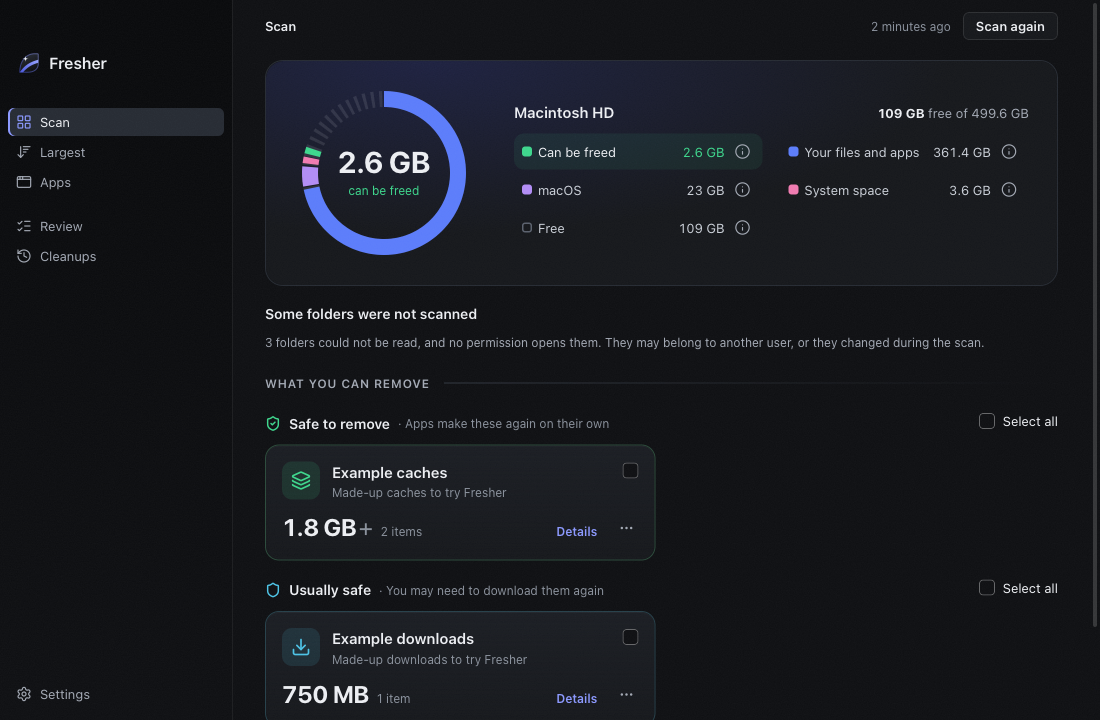 Fresher
Scan
Largest
Apps
Review
Cleanups
Settings
Scan
2 minutes ago
Scan again
2.6 GB
can be freed
Macintosh HD
109 GB free of 499.6 GB
Can be freed 2.6 GB
Your files and apps 361.4 GB
macOS 23 GB
System space 3.6 GB
Free 109 GB
Some folders were not scanned
3 folders could not be read, and no permission opens them. They may belong to another user, or they changed during the scan.
WHAT YOU CAN REMOVE
Safe to remove · Apps make these again on their own
Select all
Example caches
Made-up caches to try Fresher
1.8 GB+ 2 items
Details
Usually safe · You may need to download them again
Select all
Example downloads
Made-up downloads to try Fresher
750 MB 1 item
Details